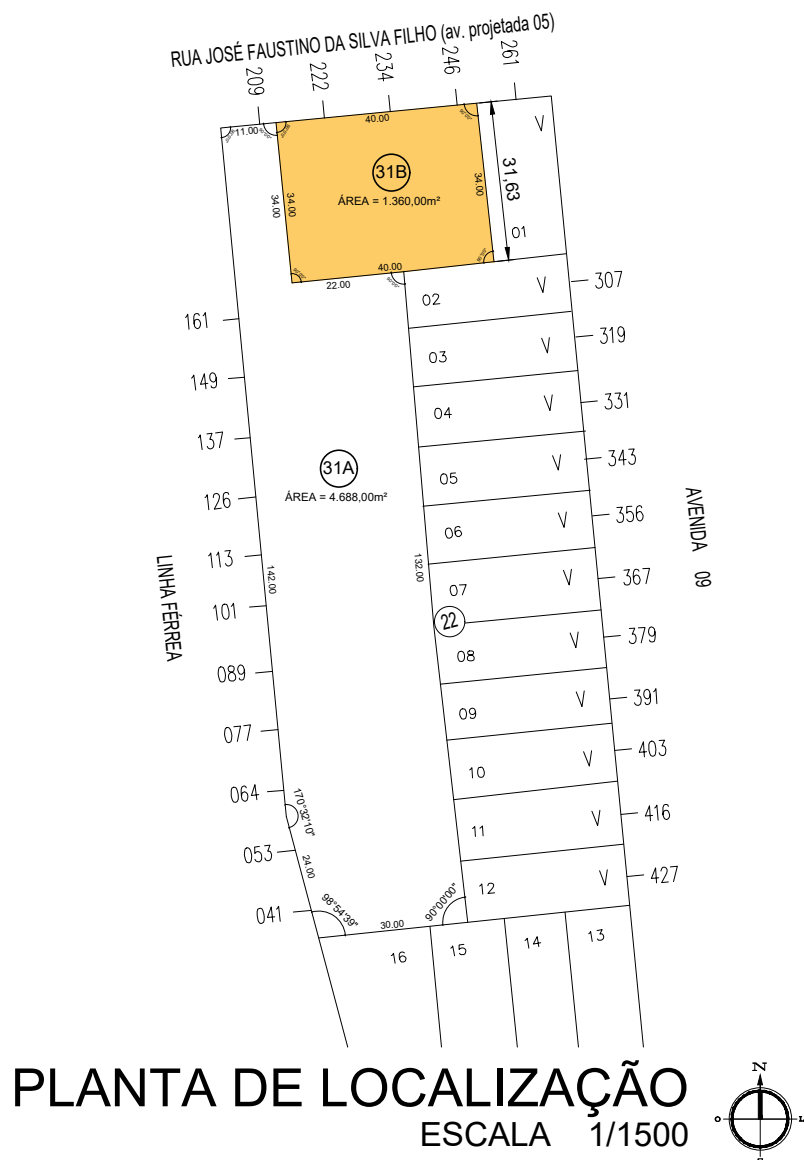 RUA JOSÉ FAUSTINO DA SILVA FILHO (av. projetada 05)
209
222
234
246
261
11.00
40.00
V
31B
ÁREA = 1.360,00m²
34.00
34.00
31,63
01
40.00
22.00
02
V
307
161
03
V
319
149
04
V
331
137
31A
ÁREA = 4.688,00m²
05
V
343
126
06
V
356
AVENIDA 09
113
LINHA FÉRREA
142.00
132.00
07
V
367
101
22
08
V
379
089
09
V
391
077
10
V
403
064
170°32'10"
11
V
416
053
24.00
12
V
427
041
98°54'39"
30.00
90°00'00"
16
15
14
13
PLANTA DE LOCALIZAÇÃO
ESCALA 1/1500
N
O
L
S